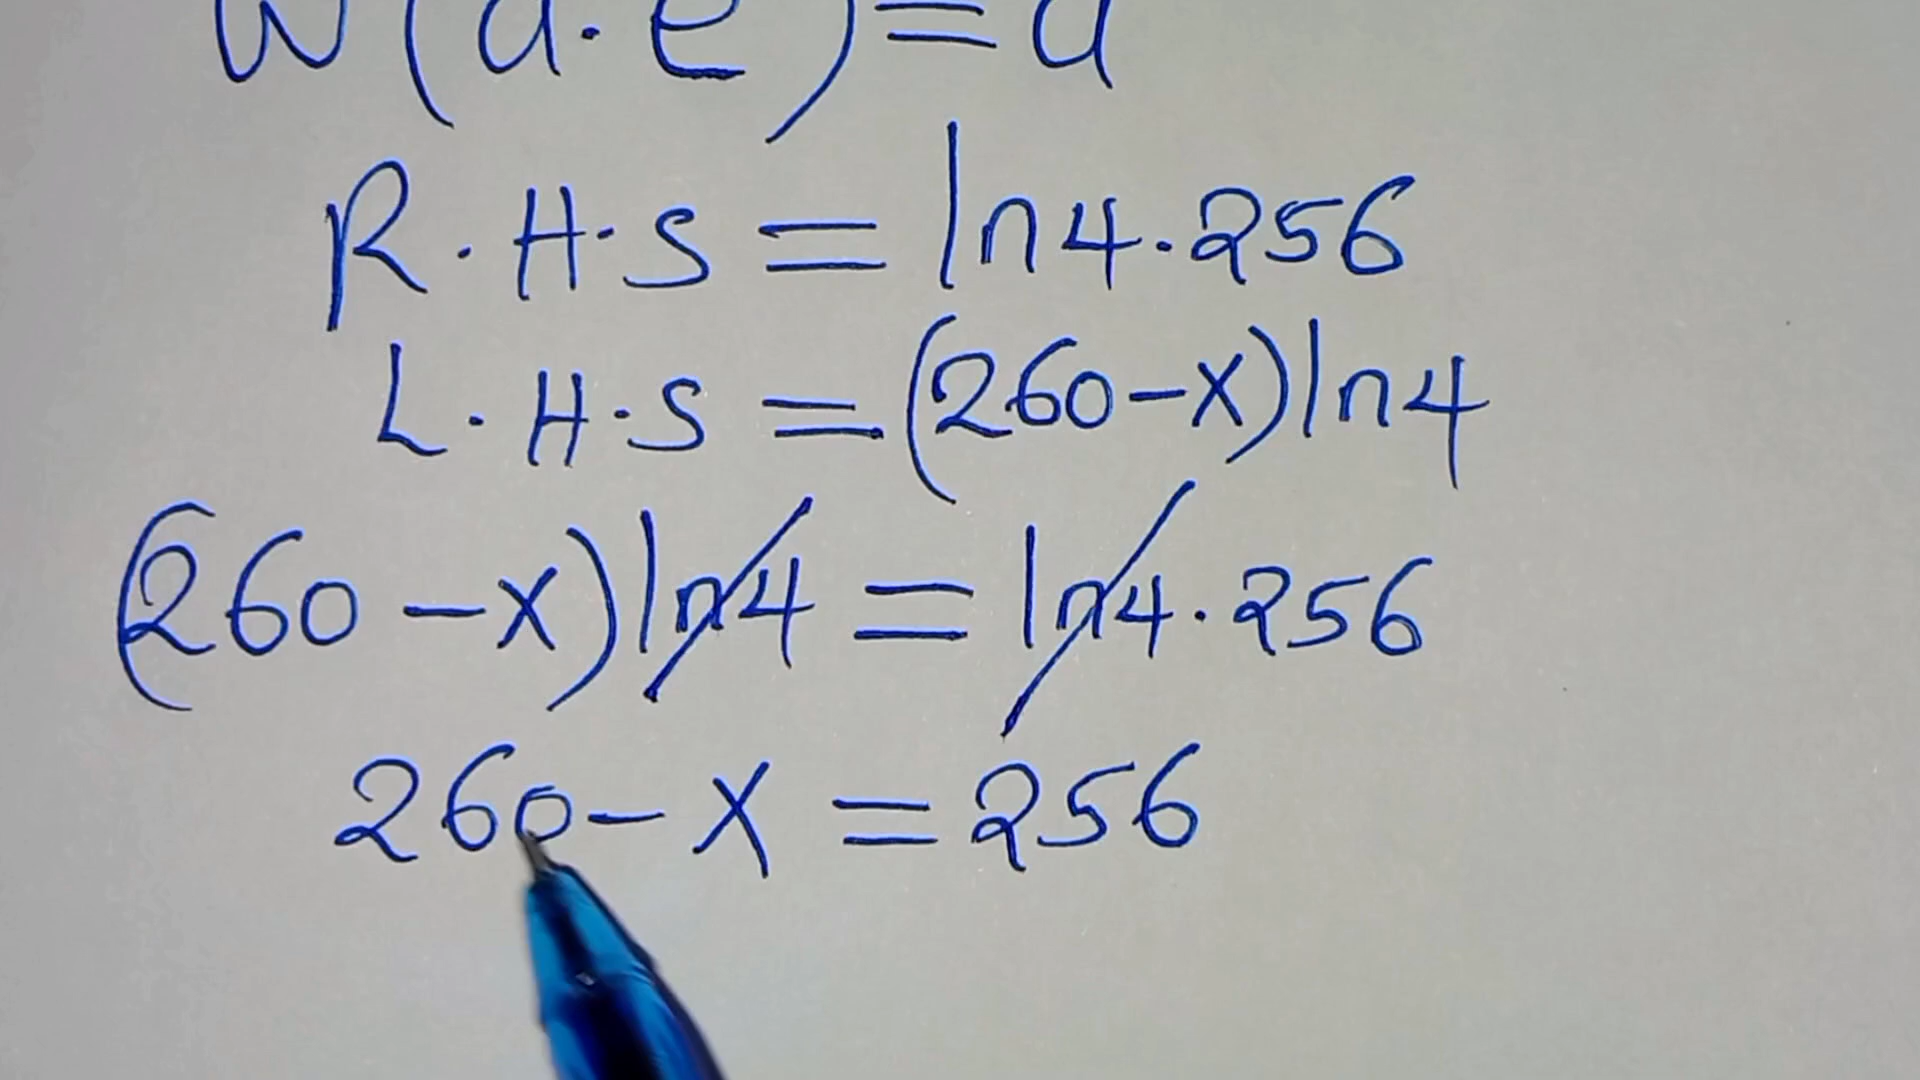 W(a.e)=a
R.H.S = ln4.256
L.H.S = (260-x)ln4
(260-x)ln4 = ln4.256
260-x = 256